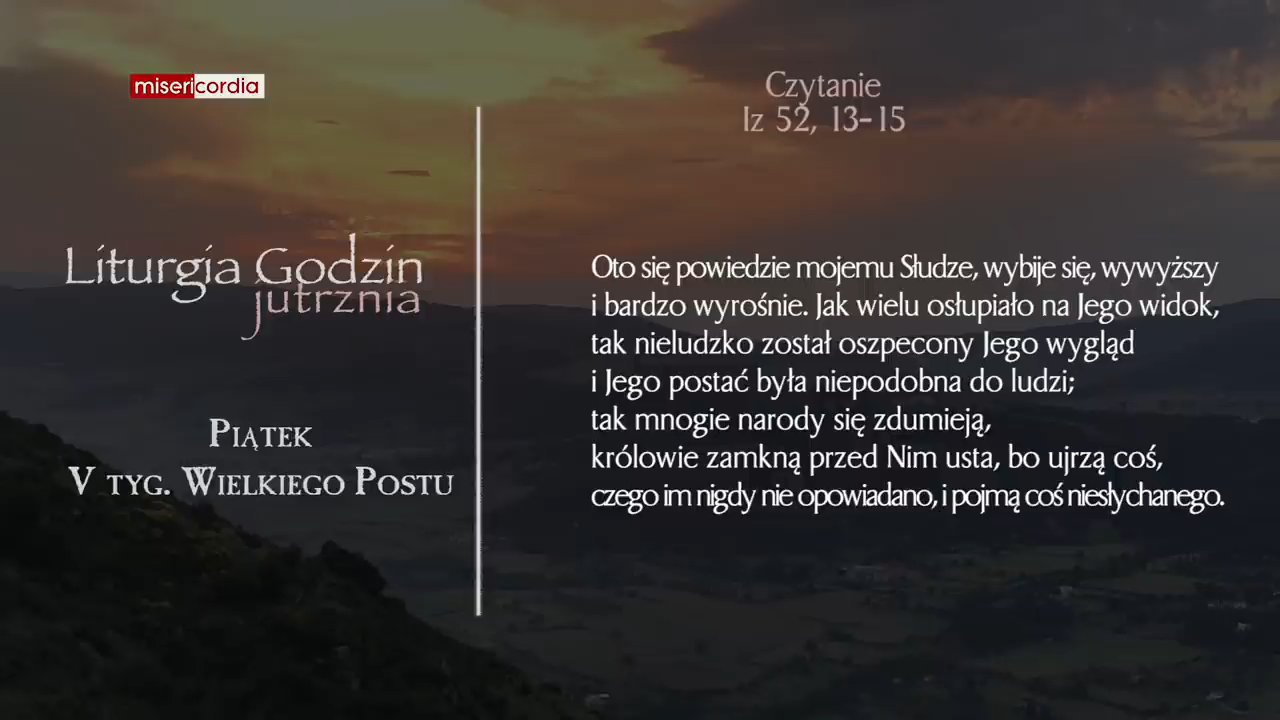 misericordia
Liturgia Godzin
jutrznia
Piątek
V tyg. Wielkiego Postu
Czytanie
Iz 52, 13-15
Oto się powiedzie mojemu Słudze, wybije się, wywyższy
i bardzo wyrośnie. Jak wielu osłupiało na Jego widok,
tak nieludzko został oszpecony Jego wygląd
i Jego postać była niepodobna do ludzi;
tak mnogie narody się zdumieją,
królowie zamkną przed Nim usta, bo ujrzą coś,
czego im nigdy nie opowiadano, i pojmą coś niesłychanego.